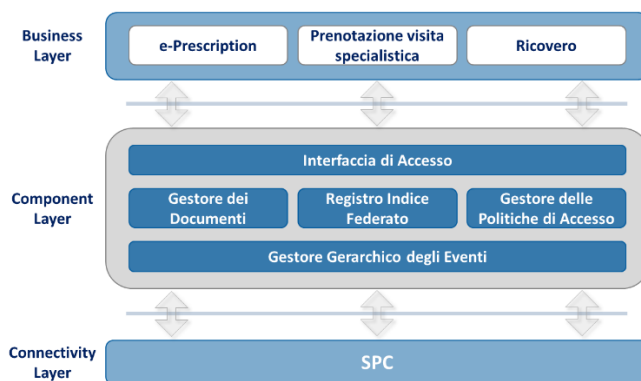 Business
Layer
e-Prescription
Prenotazione visita
specialistica
Ricovero
Interfaccia di Accesso
Component
Layer
Gestore dei
Documenti
Registro Indice
Federato
Gestore delle
Politiche di Accesso
Gestore Gerarchico degli Eventi
Connectivity
Layer
SPC